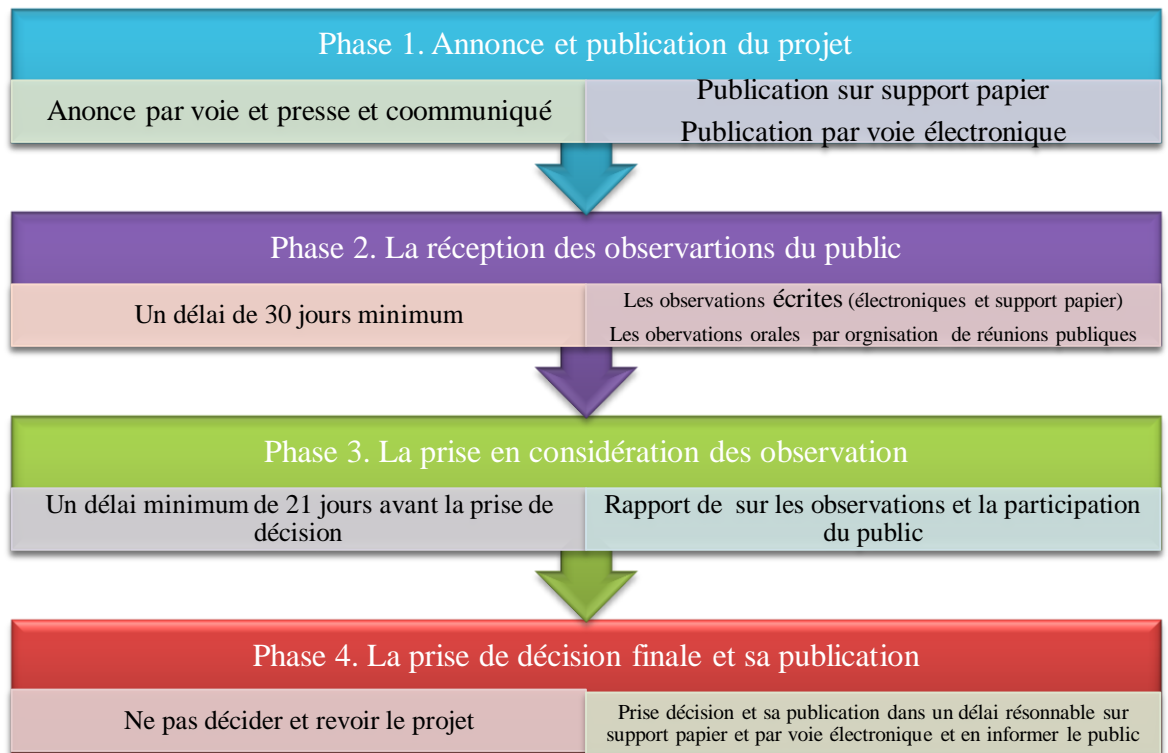 Phase 1. Annonce et publication du projet
Anonce par voie et presse et coommuniqué
Publication sur support papier
Publication par voie électronique
Phase 2. La réception des observartions du public
Un délai de 30 jours minimum
Les observations écrites (électroniques et support papier)
Les obervations orales par orgnisation de réunions publiques
Phase 3. La prise en considération des observation
Un délai minimum de 21 jours avant la prise de
décision
Rapport de sur les observations et la participation
du public
Phase 4. La prise de décision finale et sa publication
Ne pas décider et revoir le projet
Prise décision et sa publication dans un délai résonnable sur
support papier et par voie électronique et en informer le public